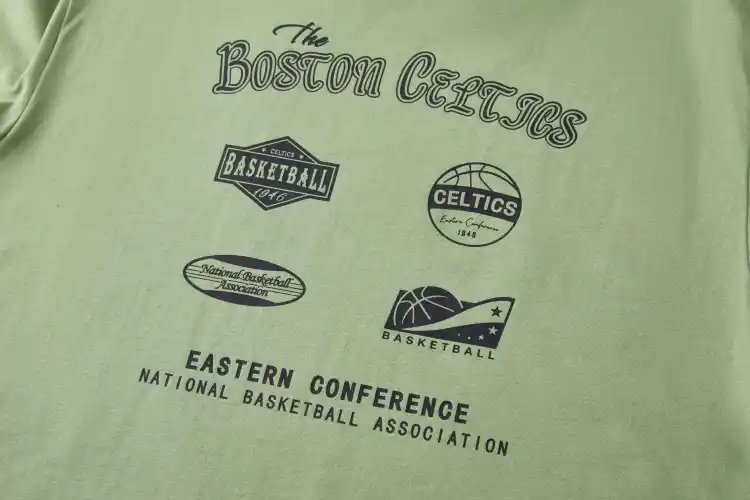 The
BOSTON CELTICS
CELTICS
BASKETBALL
1946
CELTICS
Eastern Conference
1946
National Basketball
Association
BASKETBALL
EASTERN CONFERENCE
NATIONAL BASKETBALL ASSOCIATION